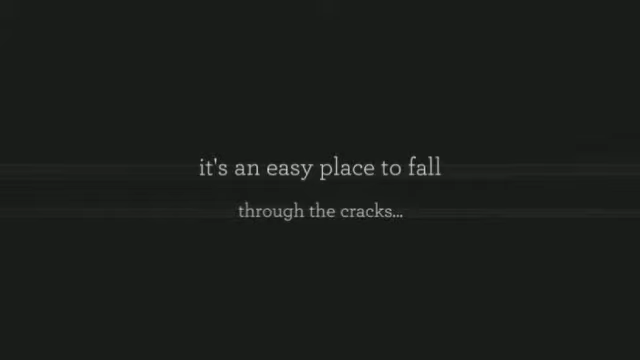 it's an easy place to fall
through the cracks...